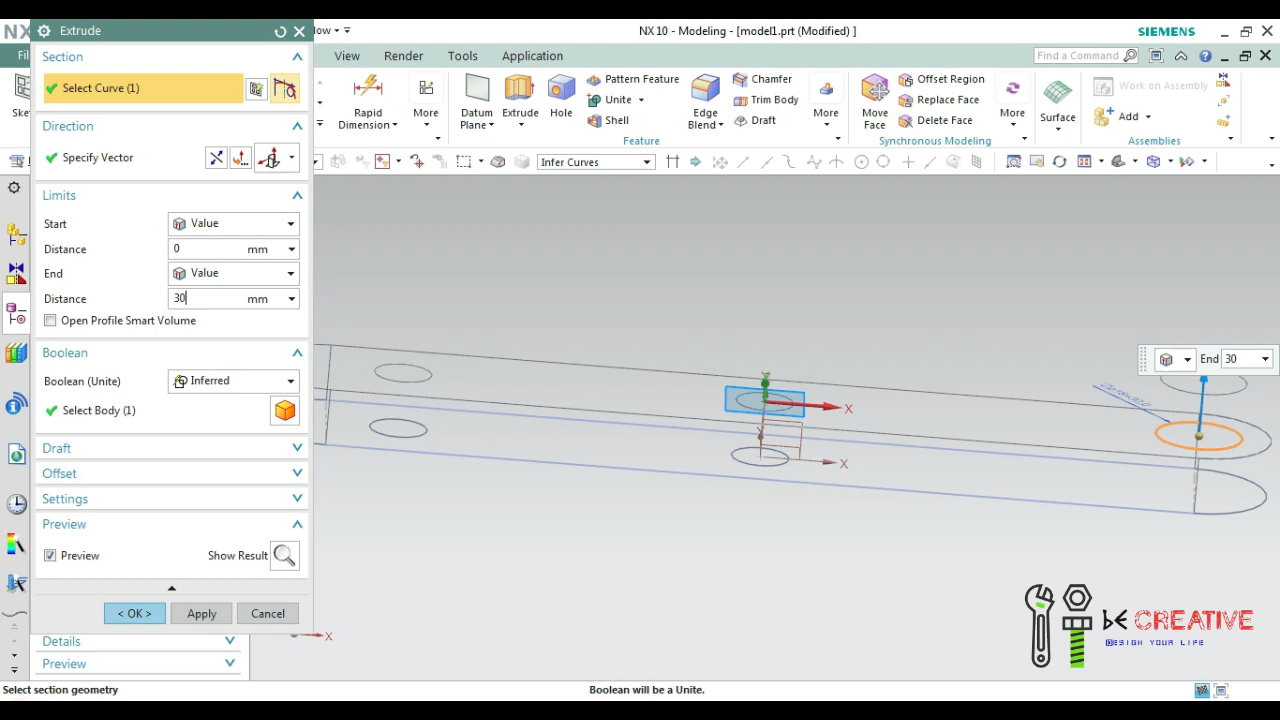 NX
Extrude
low
NX 10 - Modeling - [model1.prt (Modified) ]
SIEMENS
Fil
View
Render
Tools
Application
Find a Command
Section
Select Curve (1)
Direction
Specify Vector
Limits
Start
Value
Distance
0
mm
End
Value
Distance
30
mm
Open Profile Smart Volume
Boolean
Boolean (Unite)
Inferred
Select Body (1)
Draft
Offset
Settings
Preview
Preview
Show Result
< OK >
Apply
Cancel
Details
Preview
Sket
Rapid
Dimension
More
Datum
Plane
Extrude
Hole
Pattern Feature
Unite
Shell
Edge
Blend
Chamfer
Trim Body
Draft
More
Feature
Move
Face
Offset Region
Replace Face
Delete Face
More
Synchronous Modeling
Surface
Work on Assembly
Add
Assemblies
Infer Curves
End
30
Y
X
Y
X
X
bE CREATIVE
DESIGN YOUR LIFE
Select section geometry
Boolean will be a Unite.